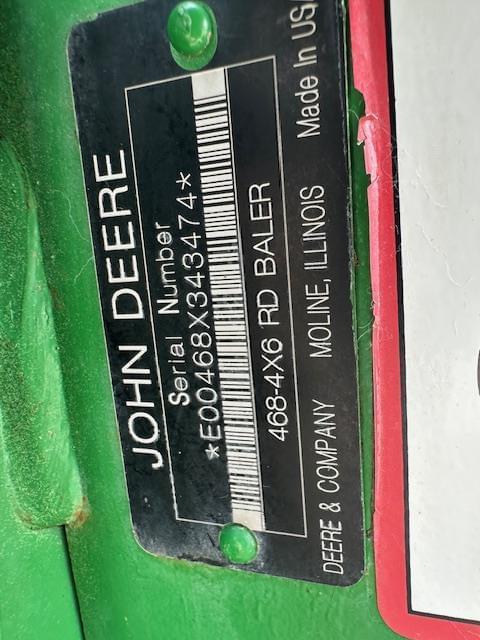 JOHN DEERE
Serial Number
*E00468X343474*
468-4X6 RD BALER
DEERE & COMPANY MOLINE, ILLINOIS Made In USA